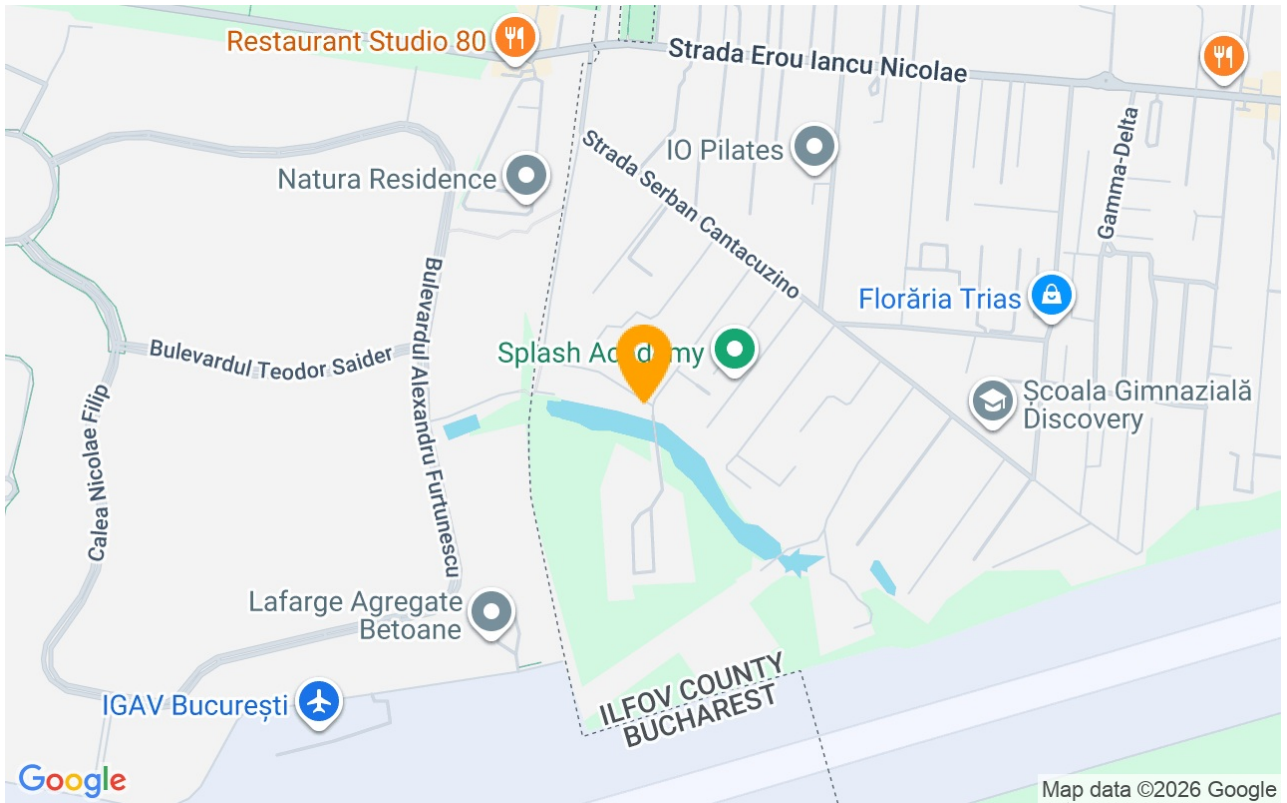 Restaurant Studio 80
Strada Erou Iancu Nicolae
Strada Serban Cantacuzino
IO Pilates
Gamma-Delta
Natura Residence
Florăria Trias
Bulevardul Alexandru Furtunescu
Bulevardul Teodor Saider
Splash Academy
Școala Gimnazială
Discovery
Calea Nicolae Filip
Lafarge Agregate
Betoane
ILFOV COUNTY
BUCHAREST
IGAV București
Google
Map data ©2026 Google